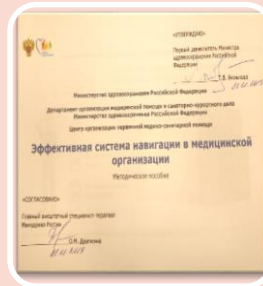 «УТВЕРЖДАЮ»
Первый заместитель Министра
здравоохранения Российской
Федерации
Т.В. Яковлева
Министерство здравоохранения Российской Федерации
Департамент организации медицинской помощи и санаторно-курортного дела
Министерства здравоохранения Российской Федерации
Центр организации первичной медико-санитарной помощи
Эффективная система навигации в медицинской
организации
Методическое пособие
«СОГЛАСОВАНО»
Главный внештатный специалист терапевт
Минздрава России
О.М. Драпкина